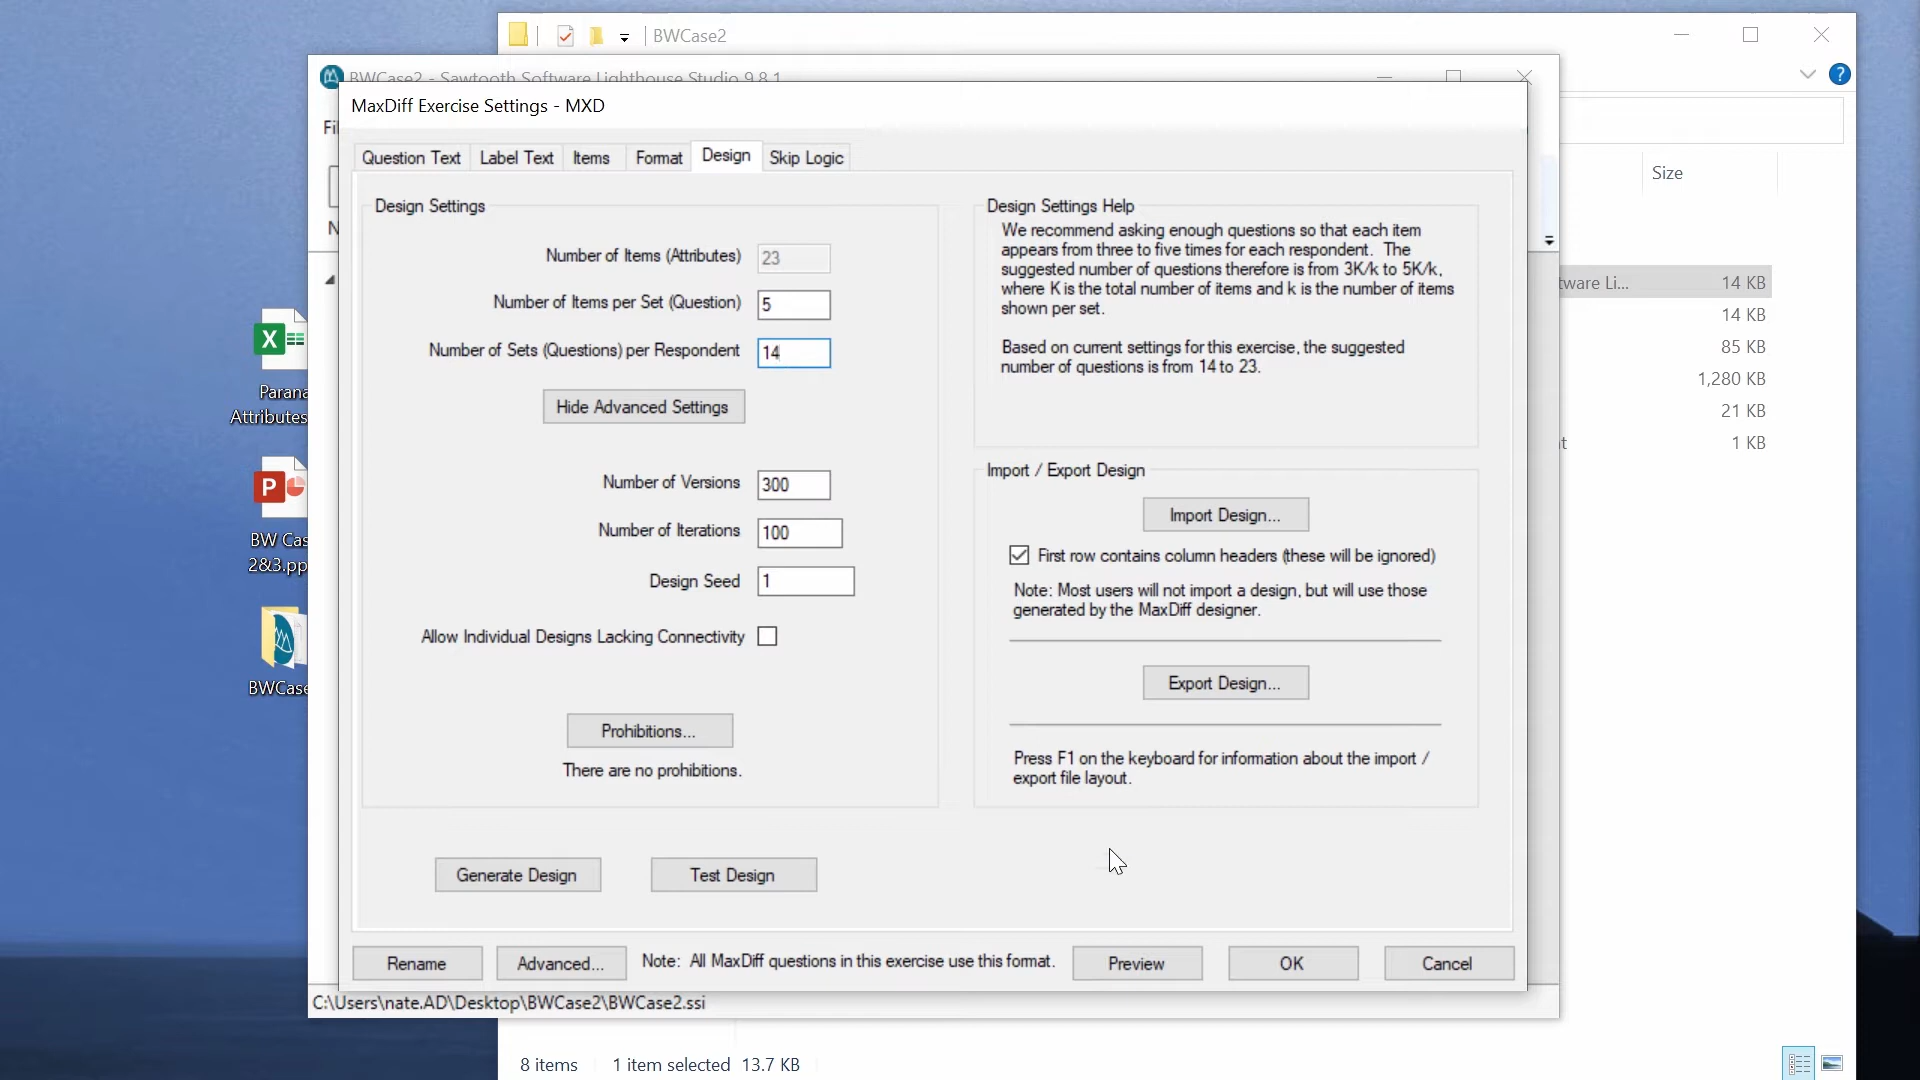 BWCase2
BWCase2 - Sawtooth Software Lighthouse Studio 9.8.1
MaxDiff Exercise Settings - MXD
Question Text
Label Text
Items
Format
Design
Skip Logic
Design Settings
Number of Items (Attributes)
23
Number of Items per Set (Question)
5
Number of Sets (Questions) per Respondent
14
Hide Advanced Settings
Number of Versions
300
Number of Iterations
100
Design Seed
1
Allow Individual Designs Lacking Connectivity
Prohibitions...
There are no prohibitions.
Generate Design
Test Design
Design Settings Help
We recommend asking enough questions so that each item
appears from three to five times for each respondent. The
suggested number of questions therefore is from 3K/k to 5K/k,
where K is the total number of items and k is the number of items
shown per set.
Based on current settings for this exercise, the suggested
number of questions is from 14 to 23.
Import / Export Design
Import Design...
First row contains column headers (these will be ignored)
Note: Most users will not import a design, but will use those
generated by the MaxDiff designer.
Export Design...
Press F1 on the keyboard for information about the import /
export file layout.
Rename
Advanced...
Note: All MaxDiff questions in this exercise use this format.
Preview
OK
Cancel
C:\Users\nate.AD\Desktop\BWCase2\BWCase2.ssi
Size
tware Li...
14 KB
14 KB
85 KB
1,280 KB
21 KB
1 KB
Parana
Attributes
BW Cas
2&3.pp
BWCase
8 items
1 item selected 13.7 KB